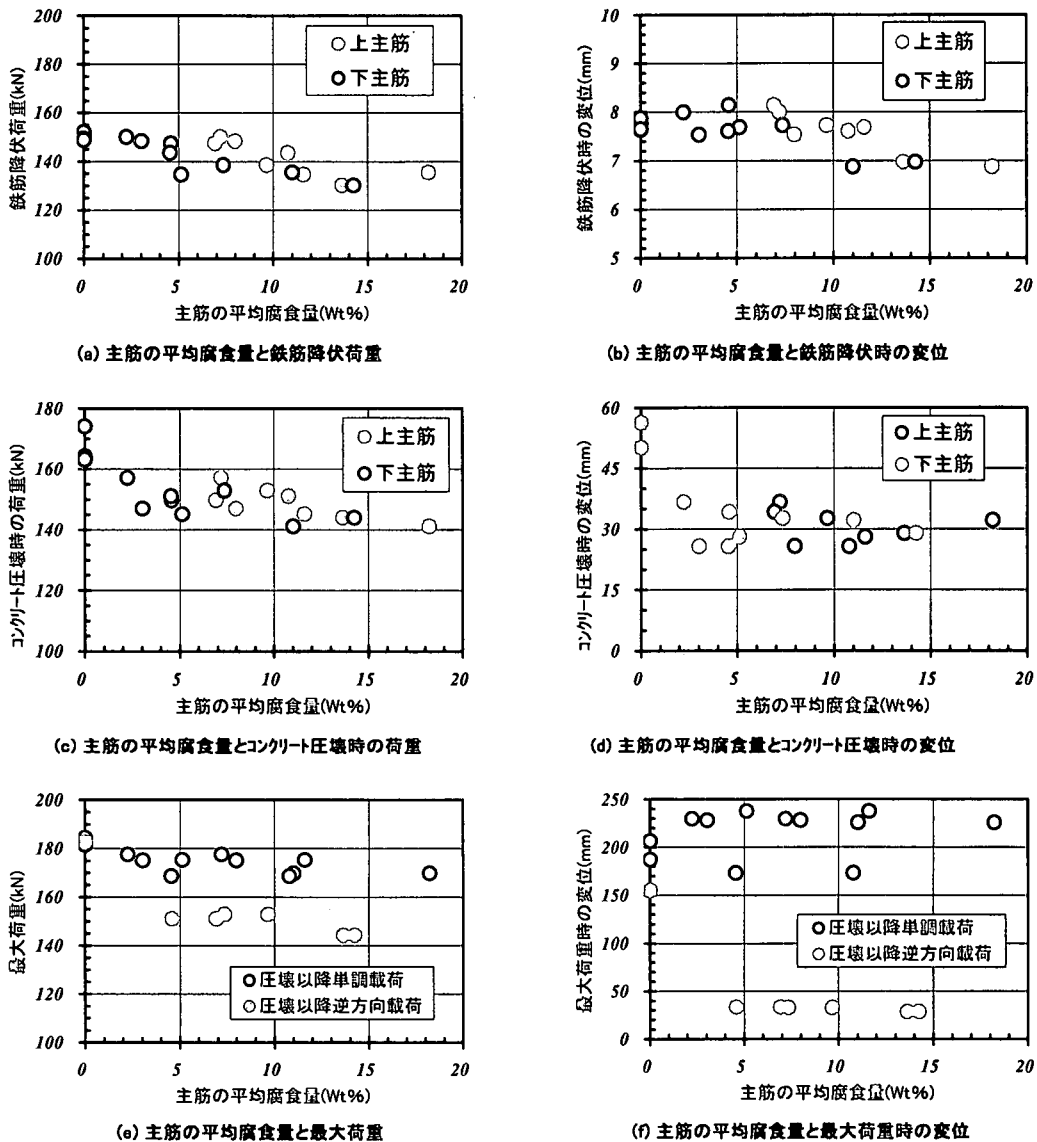 200
180
160
140
120
100
鉄筋降伏荷重(kN)
上主筋
下主筋
0 5 10 15 20
主筋の平均腐食量(Wt%)
(a) 主筋の平均腐食量と鉄筋降伏荷重
10
9
8
7
6
5
鉄筋降伏時の変位(mm)
上主筋
下主筋
0 5 10 15 20
主筋の平均腐食量(Wt%)
(b) 主筋の平均腐食量と鉄筋降伏時の変位
180
160
140
120
100
コンクリート圧壊時の荷重(kN)
上主筋
下主筋
0 5 10 15 20
主筋の平均腐食量(Wt%)
(c) 主筋の平均腐食量とコンクリート圧壊時の荷重
60
45
30
15
0
コンクリート圧壊時の変位(mm)
上主筋
下主筋
0 5 10 15 20
主筋の平均腐食量(Wt%)
(d) 主筋の平均腐食量とコンクリート圧壊時の変位
200
180
160
140
120
100
最大荷重(kN)
圧壊以降単調載荷
圧壊以降逆方向載荷
0 5 10 15 20
主筋の平均腐食量(Wt%)
(e) 主筋の平均腐食量と最大荷重
250
200
150
100
50
0
最大荷重時の変位(mm)
圧壊以降単調載荷
圧壊以降逆方向載荷
0 5 10 15 20
主筋の平均腐食量(Wt%)
(f) 主筋の平均腐食量と最大荷重時の変位